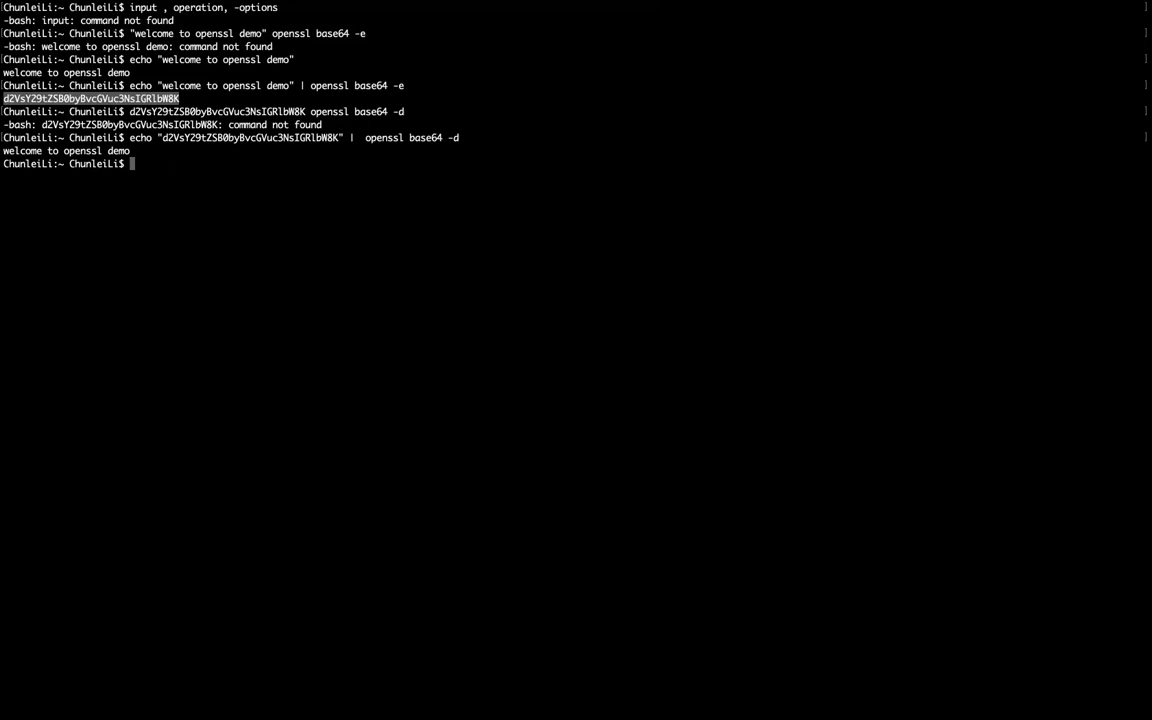 [ChunleiLi:~ ChunleiLi$ input , operation, -options ]
-bash: input: command not found
[ChunleiLi:~ ChunleiLi$ "welcome to openssl demo" openssl base64 -e ]
-bash: welcome to openssl demo: command not found
[ChunleiLi:~ ChunleiLi$ echo "welcome to openssl demo" ]
welcome to openssl demo
[ChunleiLi:~ ChunleiLi$ echo "welcome to openssl demo" | openssl base64 -e ]
d2VsY29tZSB0byBvcGVuc3NsIGRlbW8K
[ChunleiLi:~ ChunleiLi$ d2VsY29tZSB0byBvcGVuc3NsIGRlbW8K openssl base64 -d ]
-bash: d2VsY29tZSB0byBvcGVuc3NsIGRlbW8K: command not found
[ChunleiLi:~ ChunleiLi$ echo "d2VsY29tZSB0byBvcGVuc3NsIGRlbW8K" |  openssl base64 -d ]
welcome to openssl demo
ChunleiLi:~ ChunleiLi$